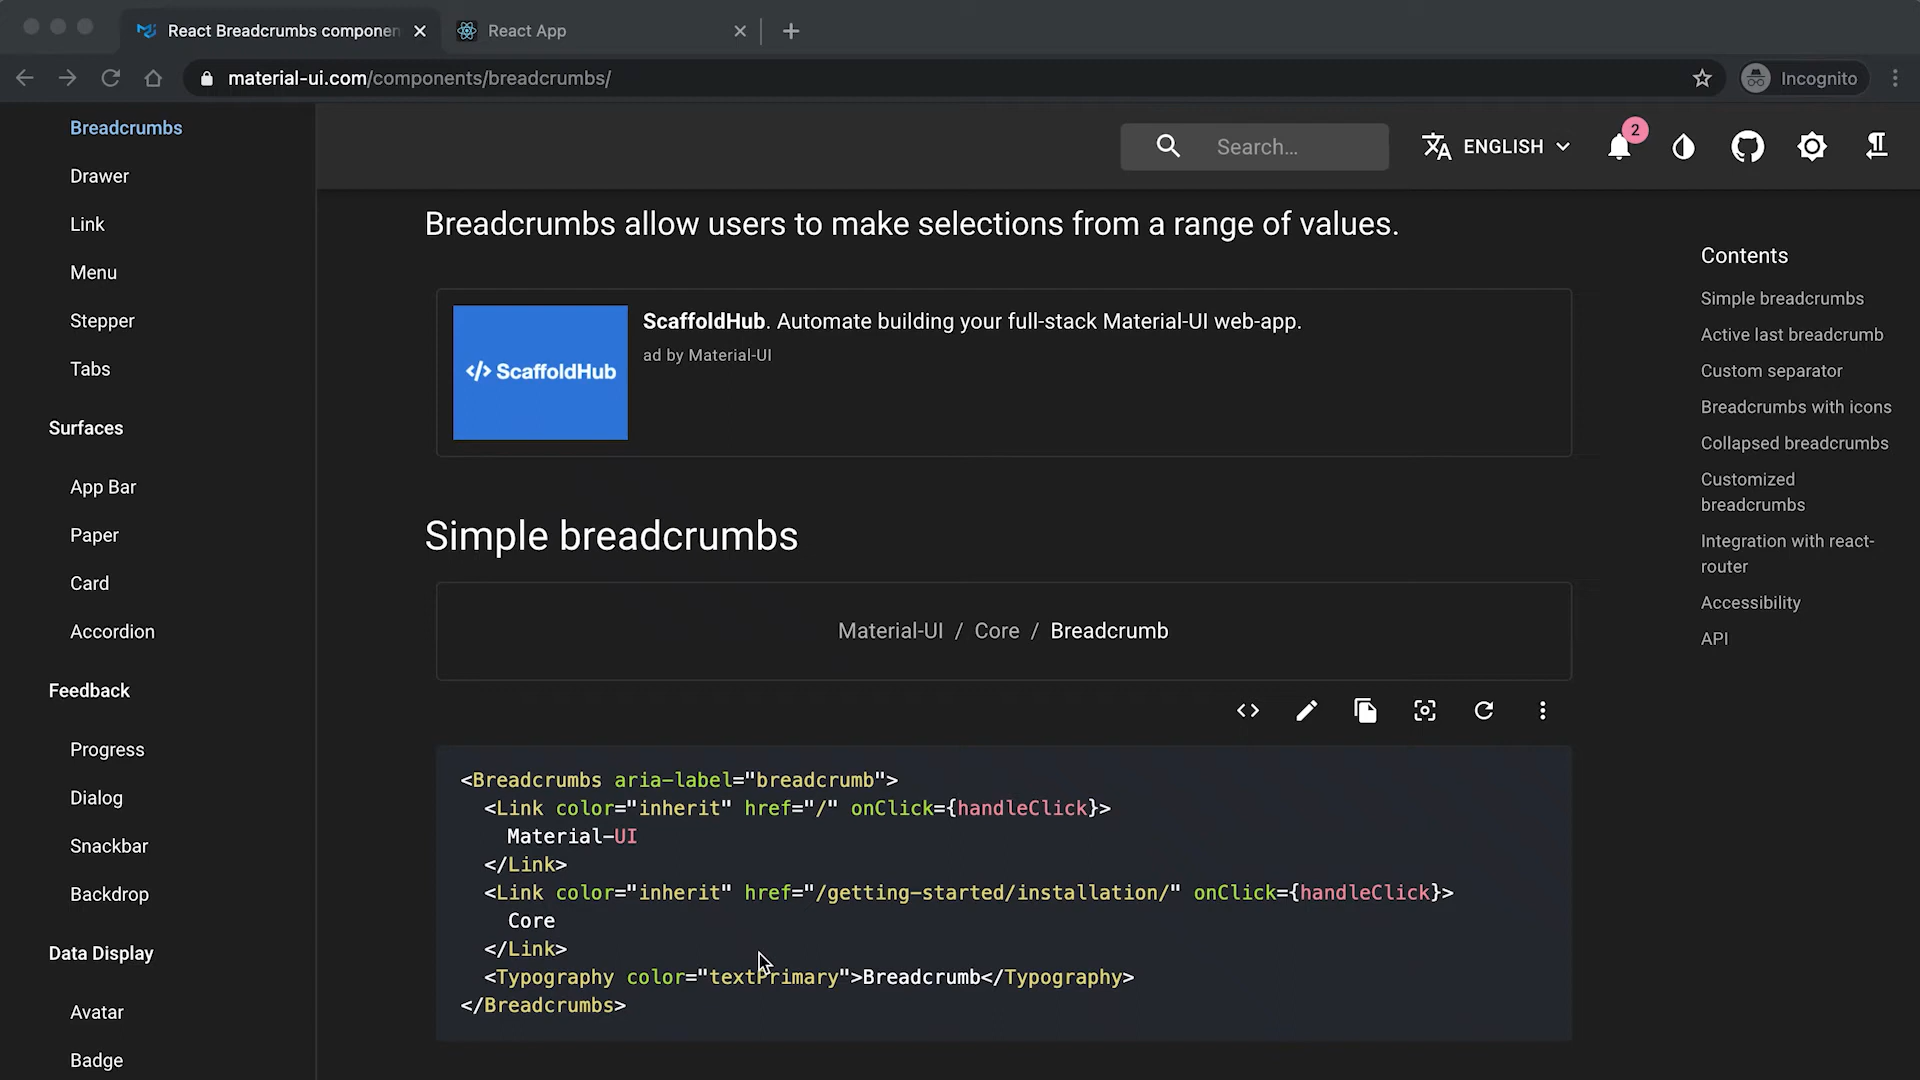 React Breadcrumbs componen
React App
material-ui.com/components/breadcrumbs/
Incognito
Search…
ENGLISH
2
Breadcrumbs
Drawer
Link
Menu
Stepper
Tabs
Surfaces
App Bar
Paper
Card
Accordion
Feedback
Progress
Dialog
Snackbar
Backdrop
Data Display
Avatar
Badge
Breadcrumbs allow users to make selections from a range of values.
</> ScaffoldHub
ScaffoldHub. Automate building your full-stack Material-UI web-app.
ad by Material-UI
Simple breadcrumbs
Material-UI / Core / Breadcrumb
<Breadcrumbs aria-label="breadcrumb">
<Link color="inherit" href="/" onClick={handleClick}>
Material-UI
</Link>
<Link color="inherit" href="/getting-started/installation/" onClick={handleClick}>
Core
</Link>
<Typography color="textPrimary">Breadcrumb</Typography>
</Breadcrumbs>
Contents
Simple breadcrumbs
Active last breadcrumb
Custom separator
Breadcrumbs with icons
Collapsed breadcrumbs
Customized
breadcrumbs
Integration with react-
router
Accessibility
API